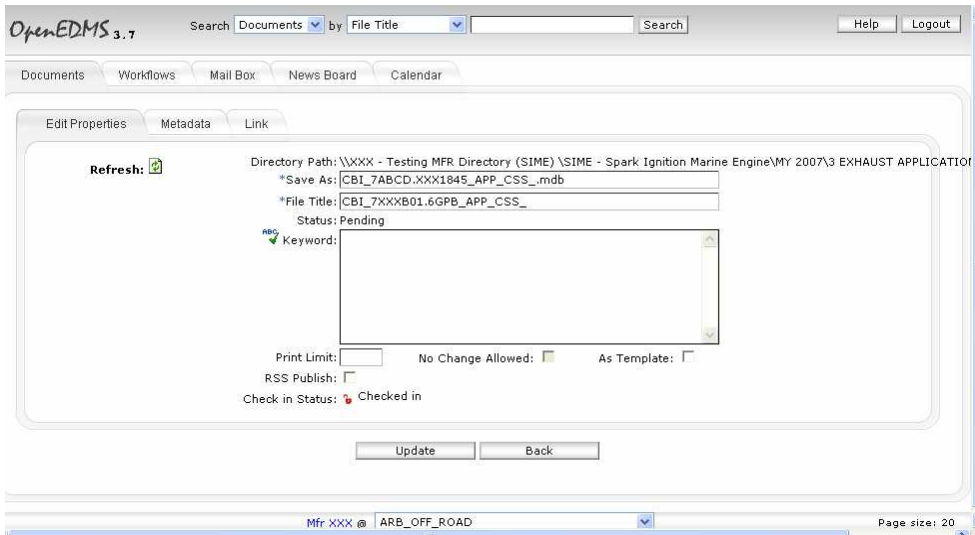 OpenEDMS 3.7 Search Documents by File Title Search Help Logout
Documents Workflows Mail Box News Board Calendar
Edit Properties Metadata Link
Refresh: Directory Path: \\XXX - Testing MFR Directory (SIME) \SIME - Spark Ignition Marine Engine\MY 2007\3 EXHAUST APPLICATION
*Save As: CBI_7ABCD.XXX1845_APP_CSS_.mdb
*File Title: CBI_7XXXB01.6GPB_APP_CSS_
Status: Pending
ABC Keyword:
Print Limit: No Change Allowed: As Template:
RSS Publish:
Check in Status: Checked in
Update Back
Mfr XXX @ ARB_OFF_ROAD Page size: 20